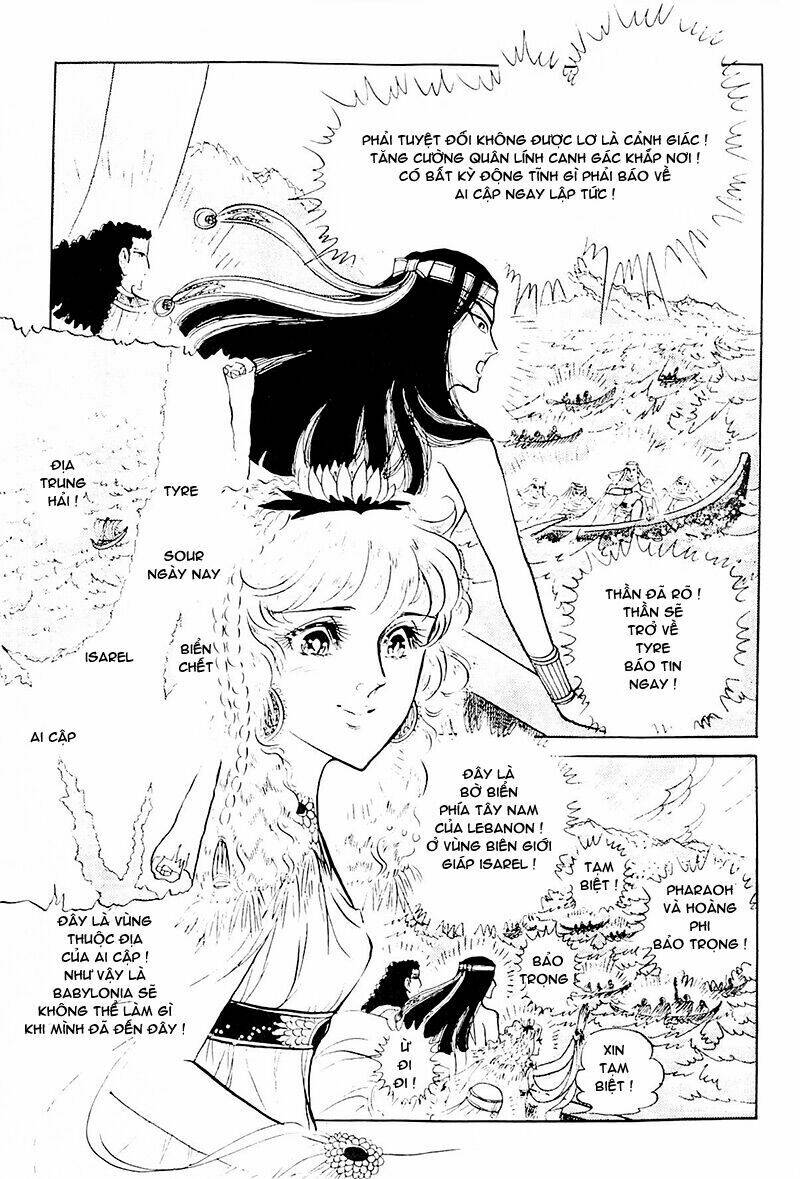 PHẢI TUYỆT ĐỐI KHÔNG ĐƯỢC LƠ LÀ CẢNH GIÁC !
TĂNG CƯỜNG QUÂN LÍNH CANH GÁC KHẮP NƠI !
CÓ BẤT KỲ ĐỘNG TĨNH GÌ PHẢI BÁO VỀ
AI CẬP NGAY LẬP TỨC !
ĐỊA
TRUNG
HẢI !
TYRE
SOUR
NGÀY NAY
ISAREL
BIỂN
CHẾT
AI CẬP
THẦN ĐÃ RÕ !
THẦN SẼ
TRỞ VỀ
TYRE
BÁO TIN
NGAY !
ĐÂY LÀ
BỜ BIỂN
PHÍA TÂY NAM
CỦA LEBANON !
Ở VÙNG BIÊN GIỚI
GIÁP ISAREL !
TẠM
BIỆT !
PHARAOH
VÀ HOÀNG
PHI
BẢO TRỌNG !
BẢO
TRỌNG !
ĐÂY LÀ VÙNG
THUỘC ĐỊA
CỦA AI CẬP !
NHƯ VẬY LÀ
BABYLONIA SẼ
KHÔNG THỂ LÀM GÌ
KHI MÌNH ĐÃ ĐẾN ĐÂY !
Ừ
ĐI
ĐI !
XIN
TẠM
BIỆT !